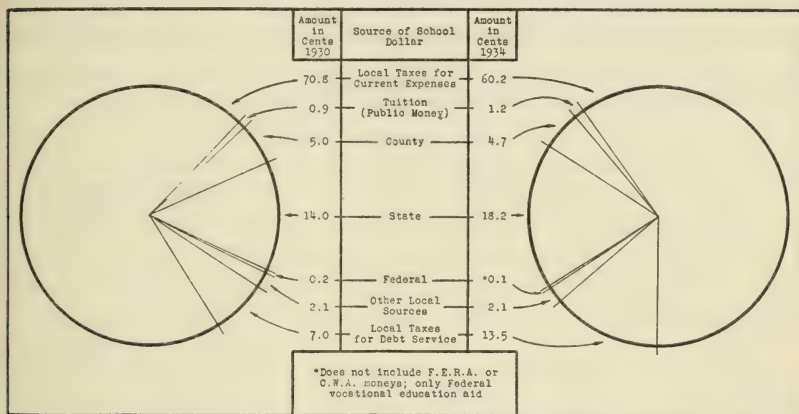 Amount in Cents 1930 | Source of School Dollar | Amount in Cents 1934
70.8 | Local Taxes for Current Expenses | 60.2
0.9 | Tuition (Public Money) | 1.2
5.0 | County | 4.7
14.0 | State | 18.2
0.2 | Federal | *0.1
2.1 | Other Local Sources | 2.1
7.0 | Local Taxes for Debt Service | 13.5
*Does not include F.E.R.A. or
C.W.A. moneys; only Federal
vocational education aid